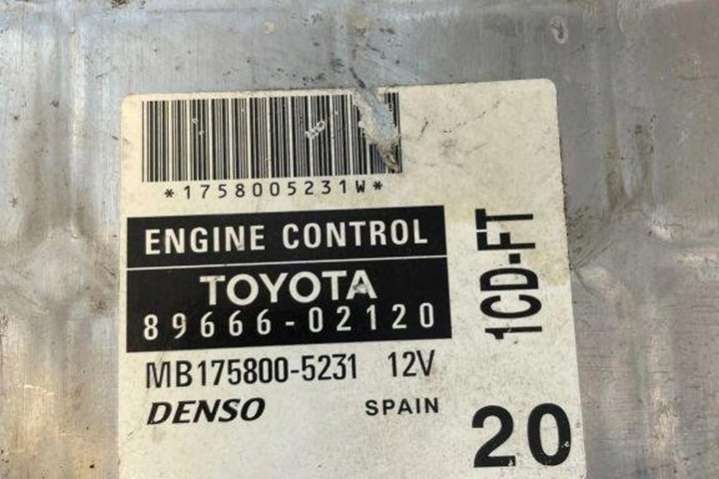 *1758005231W*
ENGINE CONTROL
TOYOTA
89666-02120
MB175800-5231 12V
DENSO SPAIN
1CD-FT
20